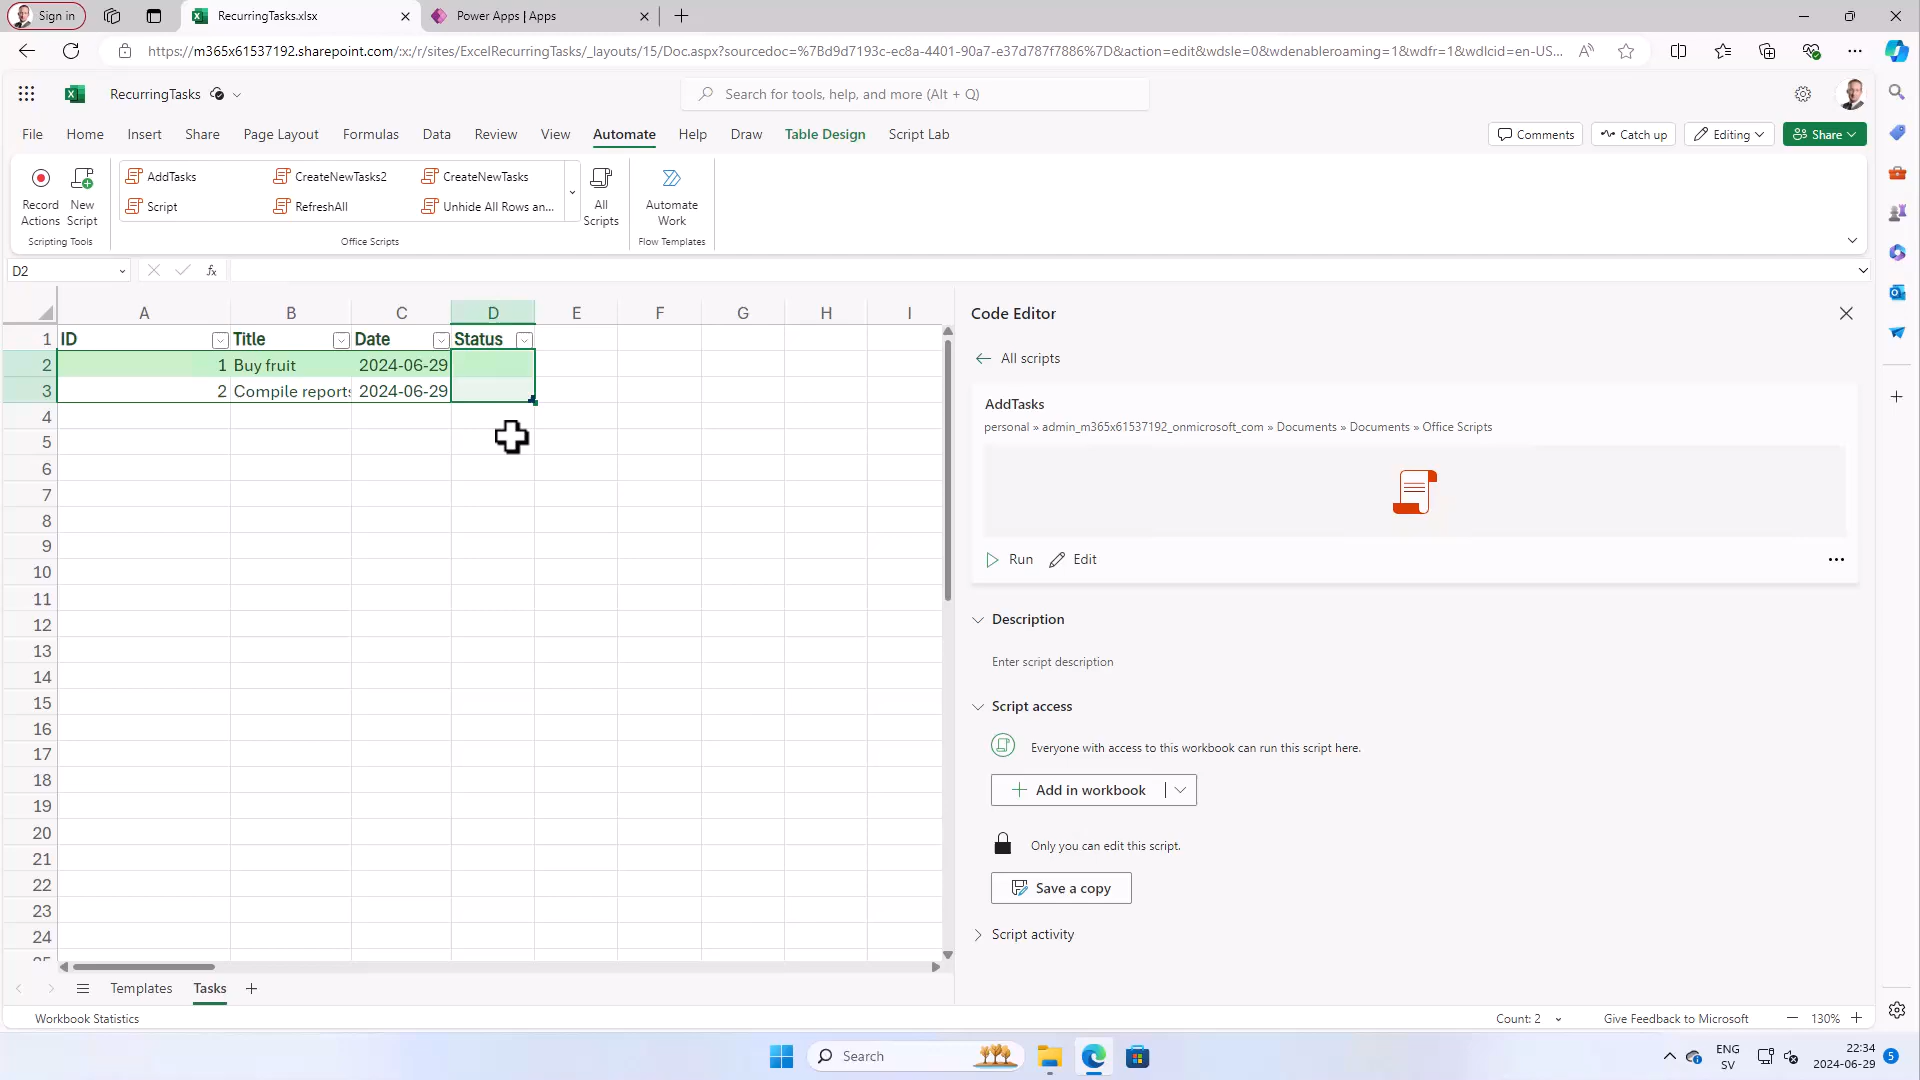 Sign in
RecurringTasks.xlsx
Power Apps | Apps
https://m365x61537192.sharepoint.com/:x:/r/sites/ExcelRecurringTasks/_layouts/15/Doc.aspx?sourcedoc=%7Bd9d7193c-ec8a-4401-90a7-e37d787f7886%7D&action=edit&wdsle=0&wdenableroaming=1&wdfr=1&wdlcid=en-US...
RecurringTasks
Search for tools, help, and more (Alt + Q)
File Home Insert Share Page Layout Formulas Data Review View Automate Help Draw Table Design Script Lab
Comments Catch up Editing Share
Record Actions
New Script
Scripting Tools
AddTasks CreateNewTasks2 CreateNewTasks
Script RefreshAll Unhide All Rows an...
All Scripts
Office Scripts
Automate Work
Flow Templates
D2
fx
A B C D E F G H I
1 ID Title Date Status
2 1 Buy fruit 2024-06-29
3 2 Compile reports 2024-06-29
4
5
6
7
8
9
10
11
12
13
14
15
16
17
18
19
20
21
22
23
24
25
Code Editor
All scripts
AddTasks
personal » admin_m365x61537192_onmicrosoft_com » Documents » Documents » Office Scripts
Run Edit
Description
Enter script description
Script access
Everyone with access to this workbook can run this script here.
Add in workbook
Only you can edit this script.
Save a copy
Script activity
Templates Tasks
Workbook Statistics
Count: 2
Give Feedback to Microsoft
130%
Search
ENG
SV
22:34
2024-06-29
5